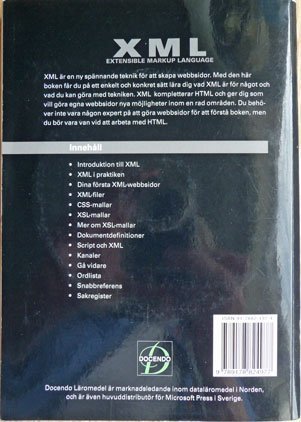 XML
EXTENSIBLE MARKUP LANGUAGE
XML är en ny spännande teknik för att skapa webbsidor. Med den här
boken får du på ett enkelt och konkret sätt lära dig vad XML är för något och
vad du kan göra med tekniken. XML kompletterar HTML och ger dig som
vill göra egna webbsidor nya möjligheter inom en rad områden. Du behö-
ver inte vara någon expert på att göra webbsidor för att förstå boken, men
du bör vara van vid att arbeta med HTML.
Innehåll
• Introduktion till XML
• XML i praktiken
• Dina första XML-webbsidor
• XML-filer
• CSS-mallar
• XSL-mallar
• Mer om XSL-mallar
• Dokumentdefinitioner
• Script och XML
• Kanaler
• Gå vidare
• Ordlista
• Snabbreferens
• Sakregister
DOCENDO
Docendo Läromedel är marknadsledande inom dataläromedel i Norden,
och är även huvuddistributör för Microsoft Press i Sverige.